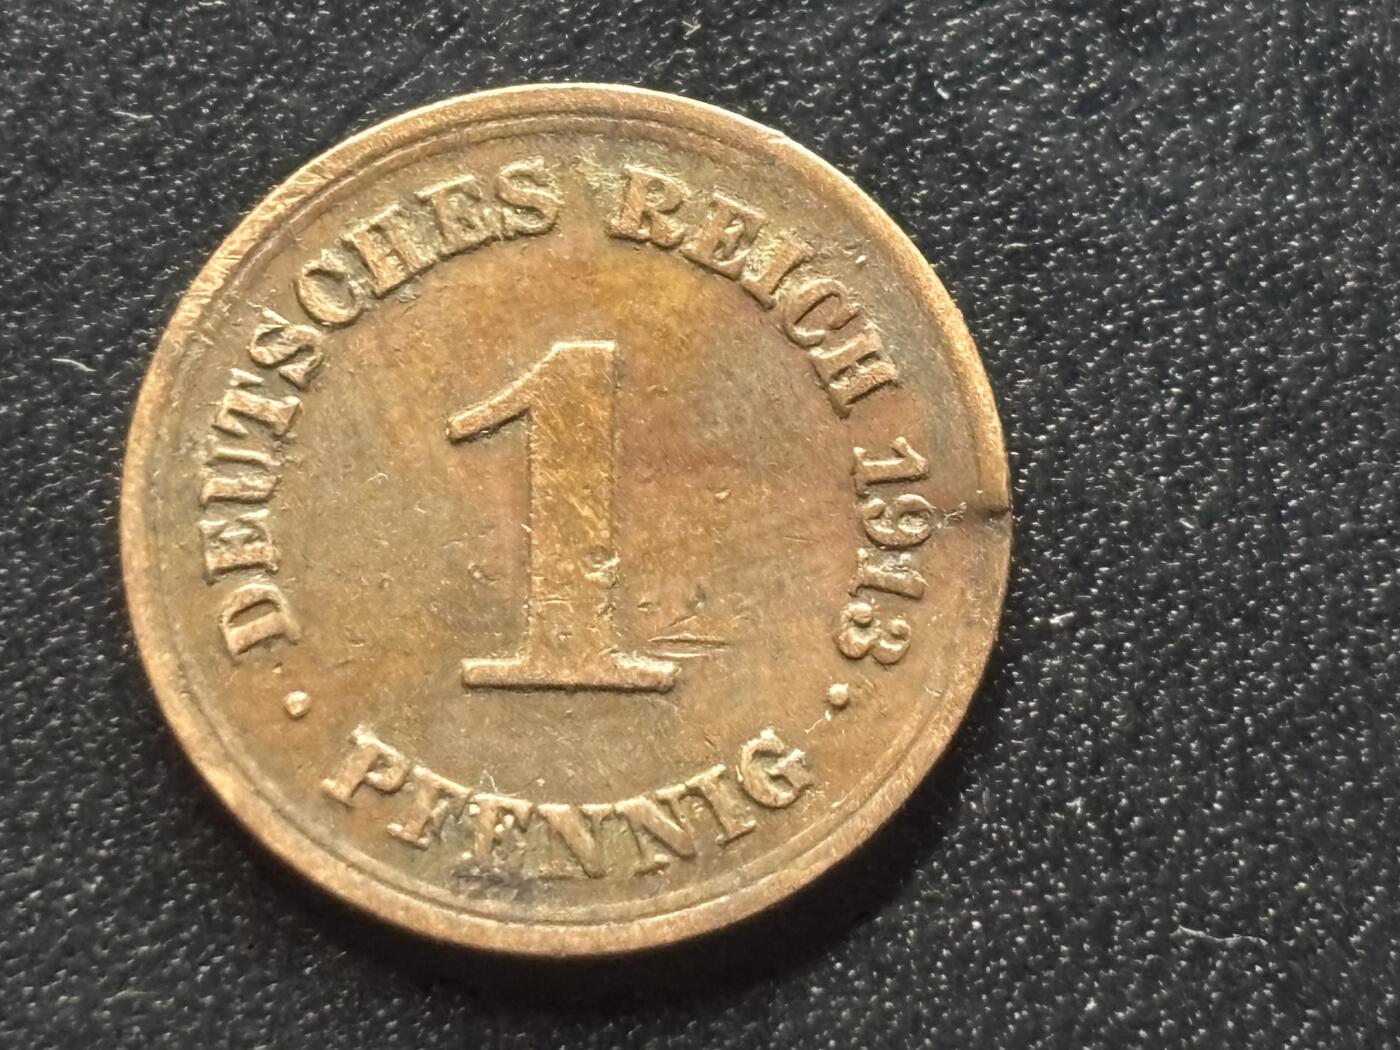 DEUTSCHES REICH 1913
1
PFENNIG